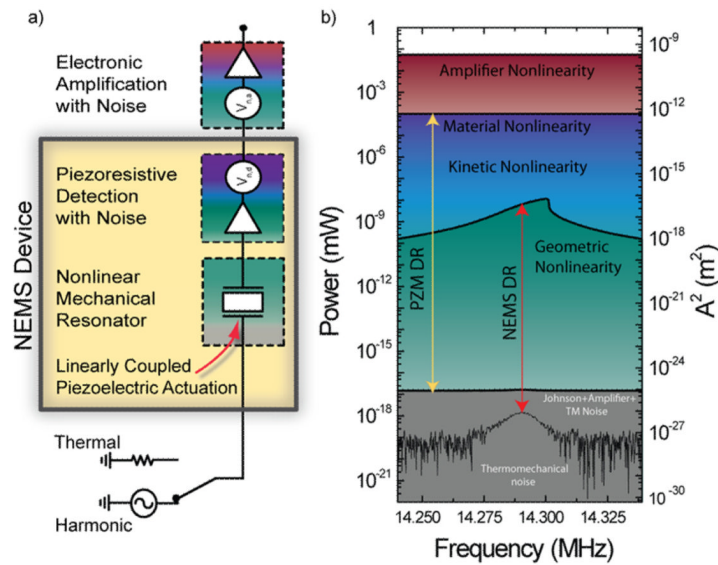 a)
Electronic
Amplification
with Noise
V_{n,a}
NEMS Device
Piezoresistive
Detection
with Noise
V_{n,d}
Nonlinear
Mechanical
Resonator
Linearly Coupled
Piezoelectric Actuation
Thermal
Harmonic
b)
Power (mW)
1
10^{-3}
10^{-6}
10^{-9}
10^{-12}
10^{-15}
10^{-18}
10^{-21}
Amplifier Nonlinearity
Material Nonlinearity
Kinetic Nonlinearity
Geometric
Nonlinearity
PZM DR
NEMS DR
Johnson+Amplifier+
TM Noise
Thermomechanical
noise
10^{-9}
10^{-12}
10^{-15}
10^{-18}
10^{-21}
10^{-24}
10^{-27}
10^{-30}
A^2 (m^2)
14.250 14.275 14.300 14.325
Frequency (MHz)